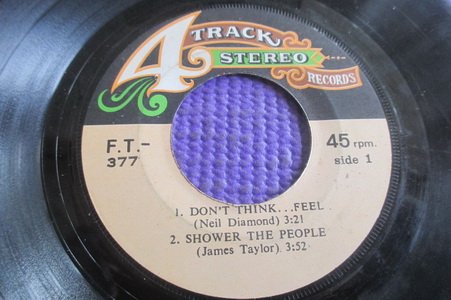 4 TRACK
STEREO
RECORDS
F.T.-
377
45 rpm.
side 1
1. DON'T THINK...FEEL
(Neil Diamond) 3:21
2. SHOWER THE PEOPLE
(James Taylor) 3:52